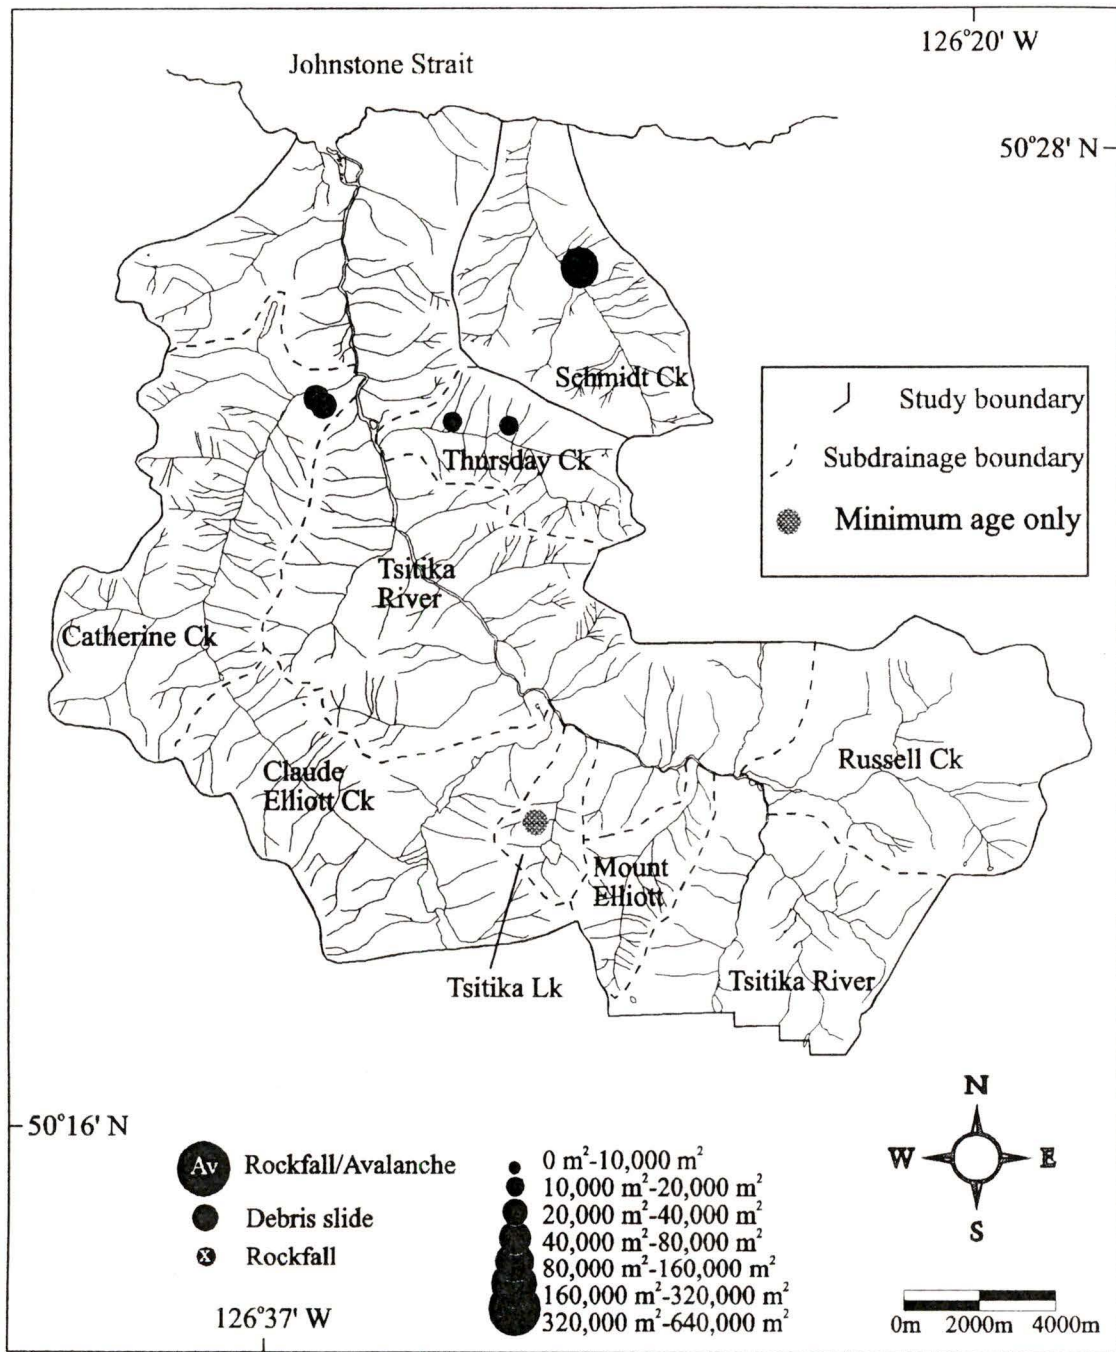 126°20' W
Johnstone Strait
50°28' N
Schmidt Ck
Study boundary
Subdrainage boundary
Minimum age only
Thursday Ck
Tsitika
River
Catherine Ck
Claude
Elliott Ck
Russell Ck
Mount
Elliott
Tsitika Lk
Tsitika River
50°16' N
N
W
E
S
Av Rockfall/Avalanche
Debris slide
X Rockfall
0 m²-10,000 m²
10,000 m²-20,000 m²
20,000 m²-40,000 m²
40,000 m²-80,000 m²
80,000 m²-160,000 m²
160,000 m²-320,000 m²
320,000 m²-640,000 m²
126°37' W
0m 2000m 4000m